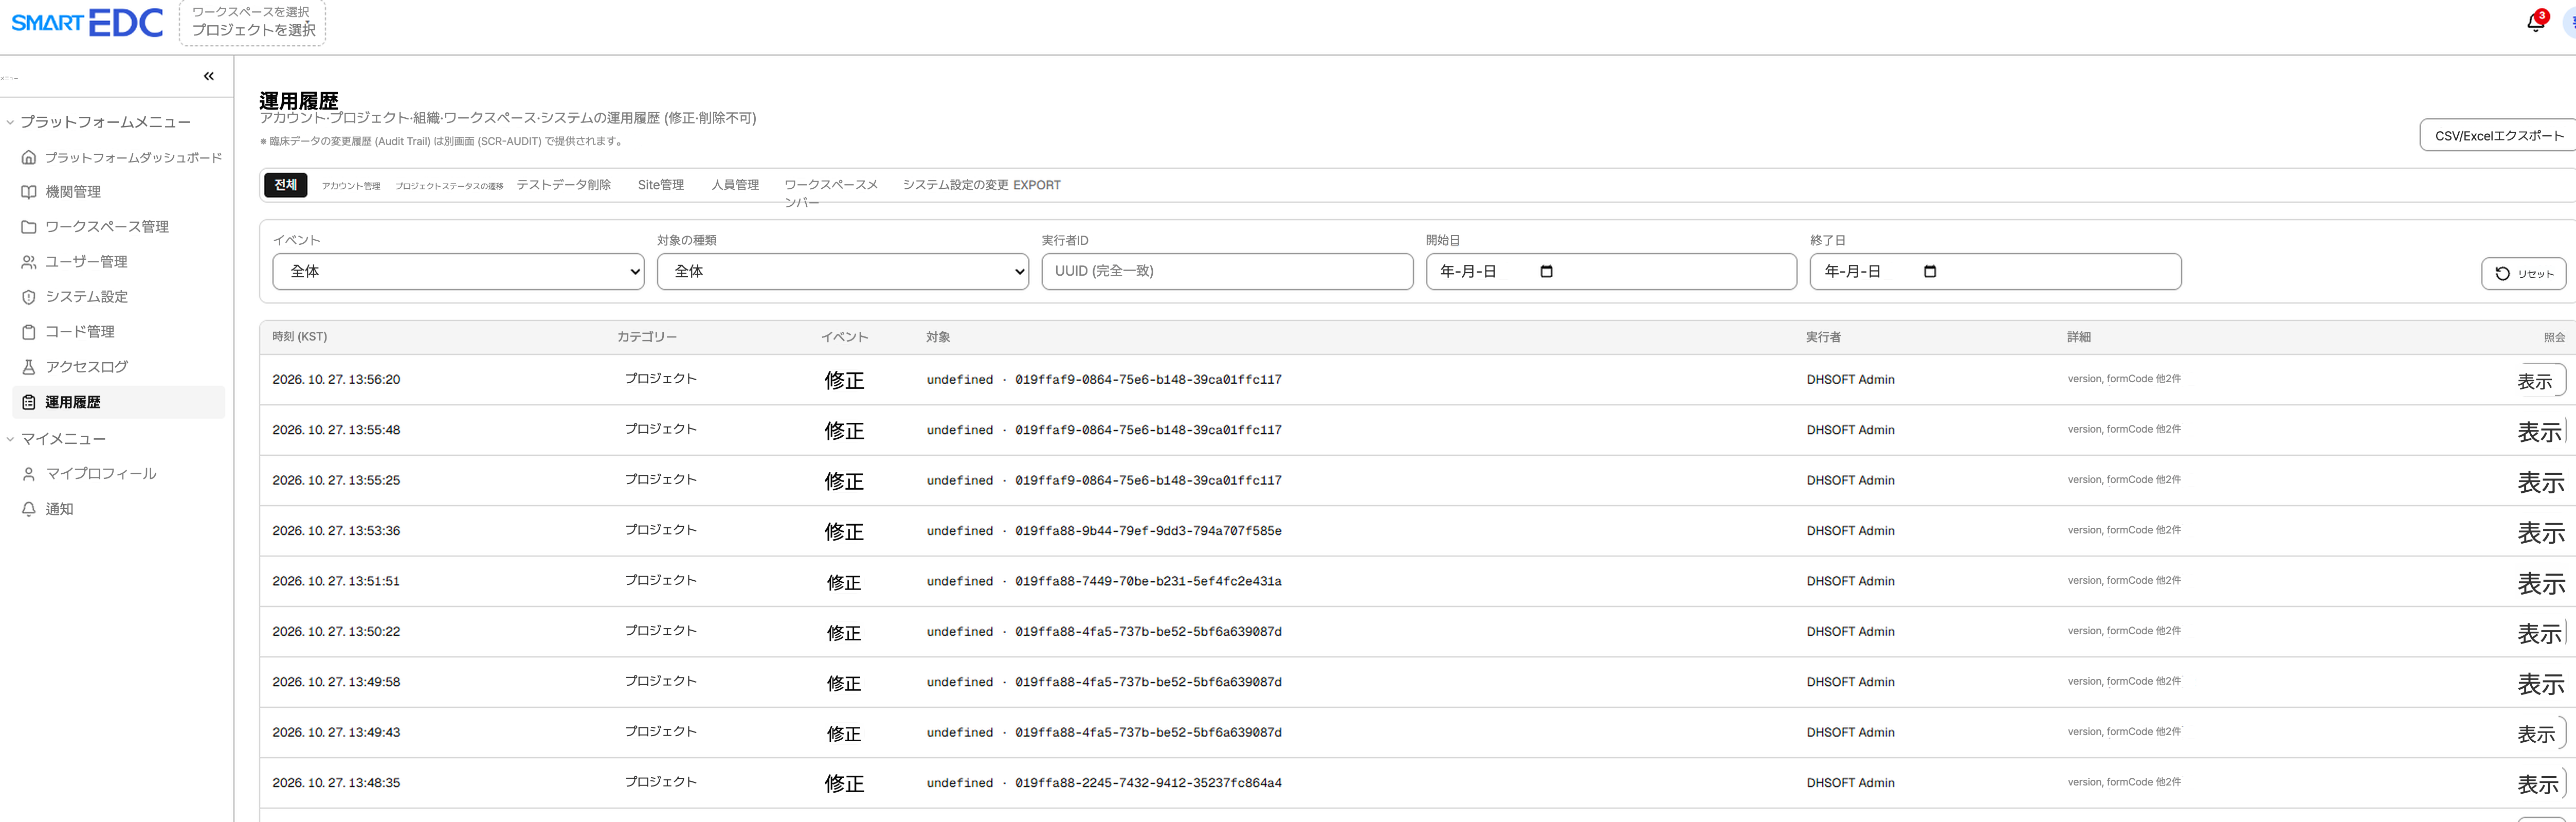 SMART EDC
ワークスペースを選択
プロジェクトを選択
3
メニュー
プラットフォームメニュー
プラットフォームダッシュボード
機関管理
ワークスペース管理
ユーザー管理
システム設定
コード管理
アクセスログ
運用履歴
マイメニュー
マイプロフィール
通知
運用履歴
アカウント·プロジェクト·組織·ワークスペース·システムの運用履歴 (修正·削除不可)
※ 臨床データの変更履歴 (Audit Trail) は別画面 (SCR-AUDIT) で提供されます。
CSV/Excelエクスポート
전체 アカウント管理 プロジェクトステータスの遷移 テストデータ削除 Site管理 人員管理 ワークスペースメンバー システム設定の変更 EXPORT
イベント 対象の種類 実行者ID 開始日 終了日
全体 全体 UUID (完全一致) 年-月-日 年-月-日 リセット
時刻 (KST) カテゴリー イベント 対象 実行者 詳細 照会
2026. 10. 27. 13:56:20 プロジェクト 修正 undefined · 019ffaf9-0864-75e6-b148-39ca01ffc117 DHSOFT Admin version, formCode 他2件 表示
2026. 10. 27. 13:55:48 プロジェクト 修正 undefined · 019ffaf9-0864-75e6-b148-39ca01ffc117 DHSOFT Admin version, formCode 他2件 表示
2026. 10. 27. 13:55:25 プロジェクト 修正 undefined · 019ffaf9-0864-75e6-b148-39ca01ffc117 DHSOFT Admin version, formCode 他2件 表示
2026. 10. 27. 13:53:36 プロジェクト 修正 undefined · 019ffa88-9b44-79ef-9dd3-794a707f585e DHSOFT Admin version, formCode 他2件 表示
2026. 10. 27. 13:51:51 プロジェクト 修正 undefined · 019ffa88-7449-70be-b231-5ef4fc2e431a DHSOFT Admin version, formCode 他2件 表示
2026. 10. 27. 13:50:22 プロジェクト 修正 undefined · 019ffa88-4fa5-737b-be52-5bf6a639087d DHSOFT Admin version, formCode 他2件 表示
2026. 10. 27. 13:49:58 プロジェクト 修正 undefined · 019ffa88-4fa5-737b-be52-5bf6a639087d DHSOFT Admin version, formCode 他2件 表示
2026. 10. 27. 13:49:43 プロジェクト 修正 undefined · 019ffa88-4fa5-737b-be52-5bf6a639087d DHSOFT Admin version, formCode 他2件 表示
2026. 10. 27. 13:48:35 プロジェクト 修正 undefined · 019ffa88-2245-7432-9412-35237fc864a4 DHSOFT Admin version, formCode 他2件 表示